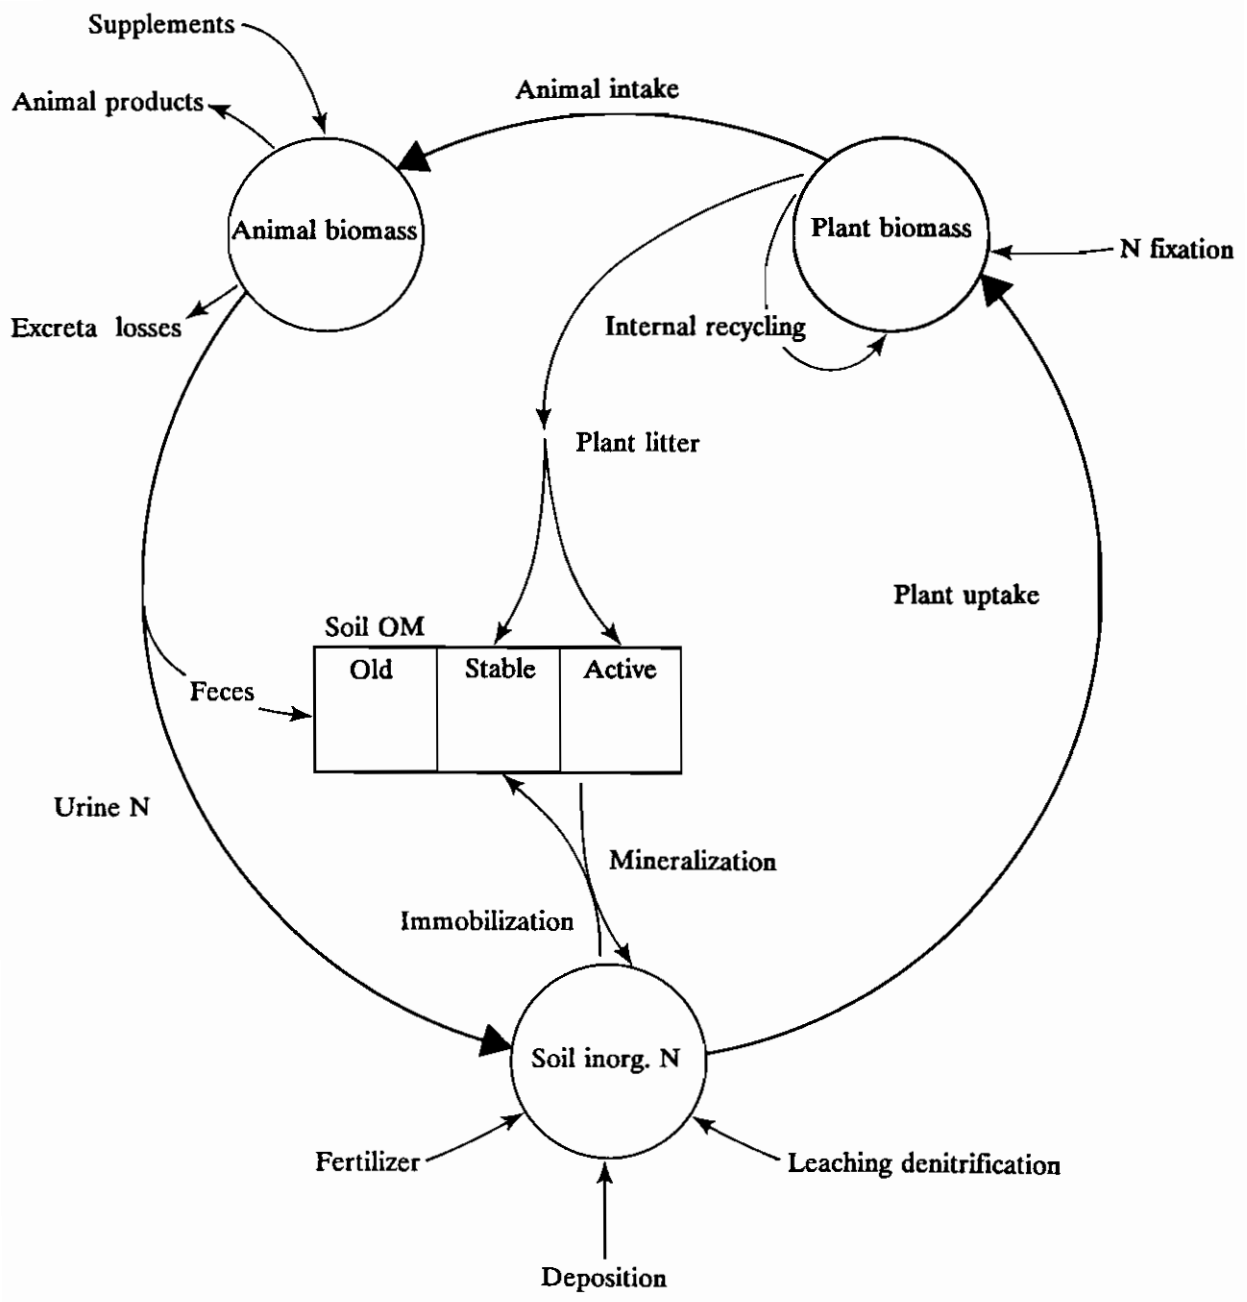 Supplements
Animal products
Animal intake
Animal biomass
Plant biomass
N fixation
Excreta losses
Internal recycling
Plant litter
Plant uptake
Soil OM
Old
Stable
Active
Feces
Urine N
Mineralization
Immobilization
Soil inorg. N
Fertilizer
Leaching denitrification
Deposition